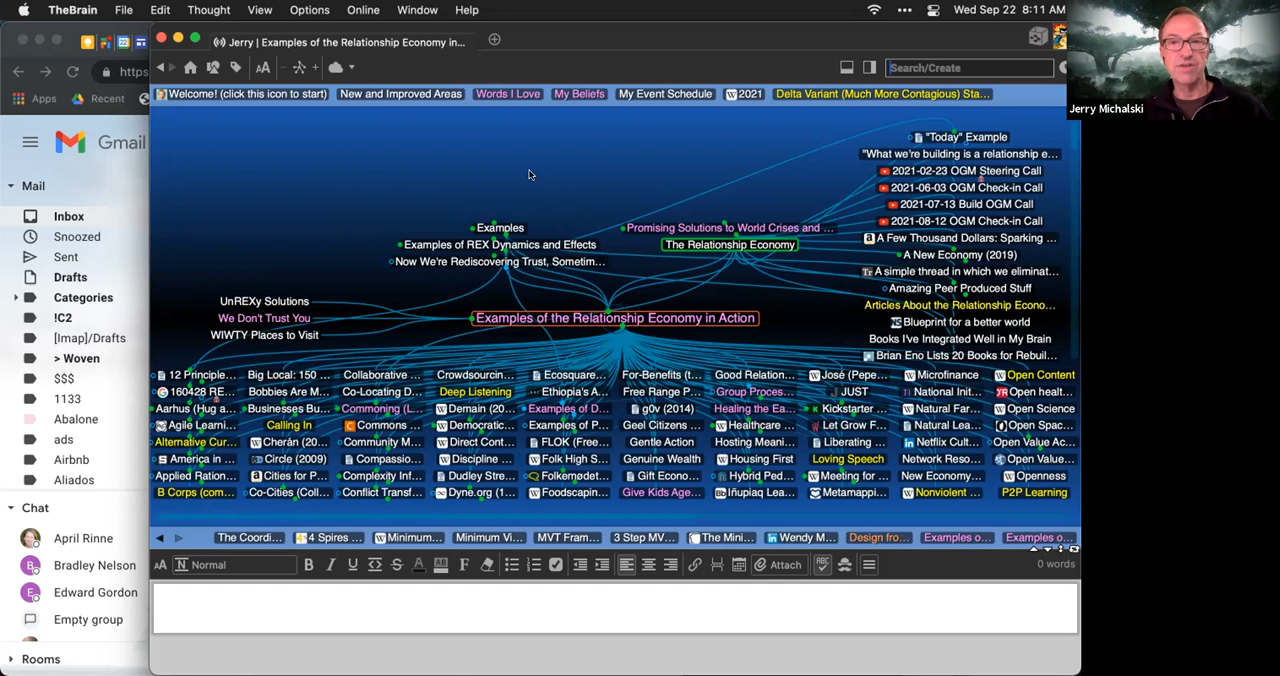 TheBrain File Edit Thought View Options Online Window Help Wed Sep 22 8:11 AM
Jerry | Examples of the Relationship Economy in...
https
Apps Recent
Search/Create
Welcome! (click this icon to start) New and Improved Areas Words I Love My Beliefs My Event Schedule 2021 Delta Variant (Much More Contagious) Sta...
Jerry Michalski
Gmail
Mail
Inbox
Snoozed
Sent
Drafts
Categories
!C2
[Imap]/Drafts
> Woven
$$$
1133
Abalone
ads
Airbnb
Aliados
Chat
April Rinne
Bradley Nelson
Edward Gordon
Empty group
Rooms
"Today" Example
"What we're building is a relationship e...
2021-02-23 OGM Steering Call
2021-06-03 OGM Check-in Call
2021-07-13 Build OGM Call
2021-08-12 OGM Check-in Call
A Few Thousand Dollars: Sparking ...
A New Economy (2019)
A simple thread in which we eliminat...
Amazing Peer Produced Stuff
Articles About the Relationship Econo...
Blueprint for a better world
Books I've Integrated Well in My Brain
Brian Eno Lists 20 Books for Rebuil...
Examples
Examples of REX Dynamics and Effects
Now We're Rediscovering Trust, Sometim...
Promising Solutions to World Crises and ...
The Relationship Economy
UnREXy Solutions
We Don't Trust You
WIWTY Places to Visit
Examples of the Relationship Economy in Action
12 Principle... Big Local: 150 ... Collaborative... Crowdsourcin... Ecosquare... For-Benefits (t... Good Relation... José (Pepe... Microfinance Open Content
160428 RE... Bobbies Are M... Co-Locating D... Deep Listening Ethiopia's A... Free Range P... Group Proces... JUST National Init... Open healt...
Aarhus (Hug a... Businesses Bu... Commoning (L... Demain (20... Examples of D... g0v (2014) Healing the Ea... Kickstarter ... Natural Far... Open Science
Agile Learni... Calling In Commons ... Democratic... Examples of P... Geel Citizens ... Healthcare ... Let Grow F... Natural Gras... Open Spac...
Alternative Cur... Cherán (20... Community M... Direct Cont... FLOK (Free... Gentle Action Hosting Meani... Liberating ... Netflix Cult... Open Value Ac...
America in ... Circle (2009) Compassio... Discipline ... Folk High S... Genuine Wealth Housing First Loving Speech Network Reso... Open Value...
Applied Ration... Cities for P... Complexity Inf... Dudley Stre... Folkemødet... Gift Econo... Hybrid Ped... Meeting for ... New Economy... Openness
B Corps (com... Co-Cities (Coll... Conflict Transf... Dyne.org (1... Foodscapin... Give Kids Age... Iñupiaq Lea... Metamappi... Nonviolent ... P2P Learning
The Coordi... 4 Spires ... Minimum... Minimum Vi... MVT Fram... 3 Step MV... The Mini... Wendy M... Design fro... Examples o... Examples o...
Normal
Attach
0 words